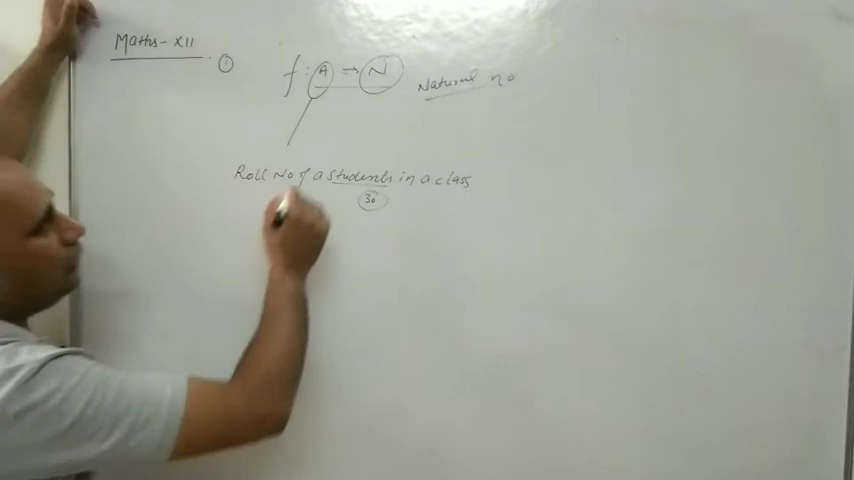 Maths - XII
1
f : A → N Natural no
Roll No of a students in a class
30